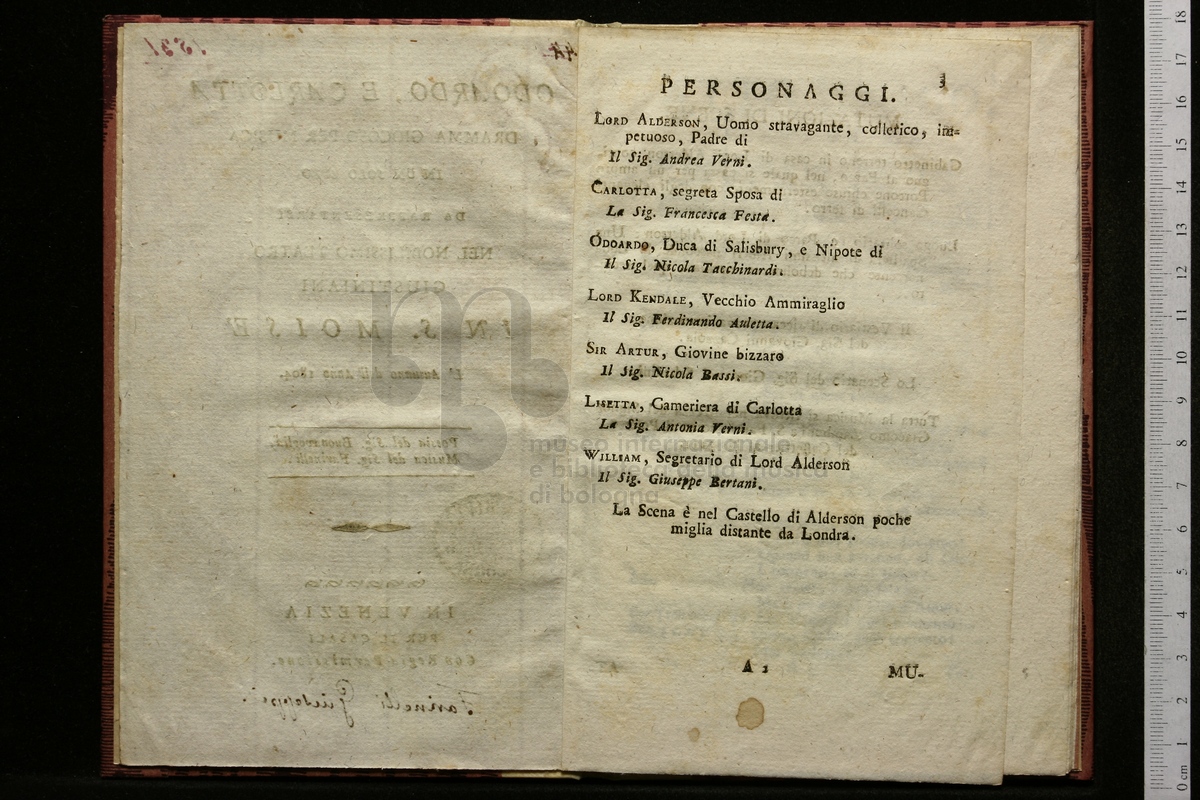 PERSONAGGI.
3
LORD ALDERSON, Uomo stravagante, collerico, im-
petuoso, Padre di
Il Sig. Andrea Verni.
CARLOTTA, segreta Sposa di
La Sig. Francesca Festa.
ODOARDO, Duca di Salisbury, e Nipote di
Il Sig. Nicola Tacchinardi.
LORD KENDALE, Vecchio Ammiraglio
Il Sig. Ferdinando Auletta.
SIR ARTUR, Giovine bizzaro
Il Sig. Nicola Bassi.
LISETTA, Cameriera di Carlotta
La Sig. Antonia Verni.
WILLIAM, Segretario di Lord Alderson
Il Sig. Giuseppe Bertani.
La Scena è nel Castello di Alderson poche
miglia distante da Londra.
A 2
MU-
museo internazionale
e biblioteca della musica
di bologna